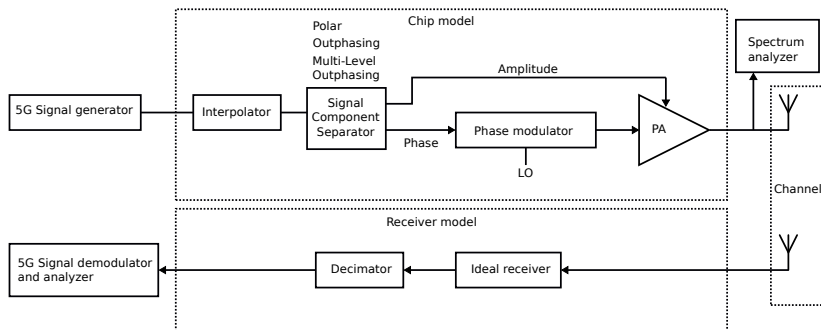 Polar
Outphasing
Multi-Level
Outphasing
Chip model
Spectrum
analyzer
Amplitude
5G Signal generator
Interpolator
Signal
Component
Separator
Phase
Phase modulator
PA
LO
Channel
Receiver model
5G Signal demodulator
and analyzer
Decimator
Ideal receiver